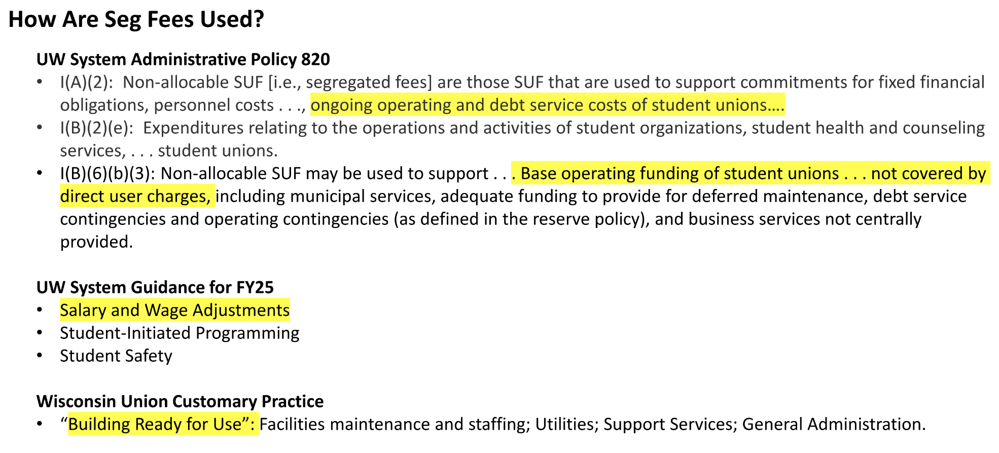 How Are Seg Fees Used?
UW System Administrative Policy 820
• I(A)(2):  Non-allocable SUF [i.e., segregated fees] are those SUF that are used to support commitments for fixed financial
obligations, personnel costs . . ., ongoing operating and debt service costs of student unions….
• I(B)(2)(e):  Expenditures relating to the operations and activities of student organizations, student health and counseling
services, . . . student unions.
• I(B)(6)(b)(3): Non-allocable SUF may be used to support . . . Base operating funding of student unions . . . not covered by
direct user charges, including municipal services, adequate funding to provide for deferred maintenance, debt service
contingencies and operating contingencies (as defined in the reserve policy), and business services not centrally
provided.
UW System Guidance for FY25
• Salary and Wage Adjustments
• Student-Initiated Programming
• Student Safety
Wisconsin Union Customary Practice
• “Building Ready for Use”: Facilities maintenance and staffing; Utilities; Support Services; General Administration.